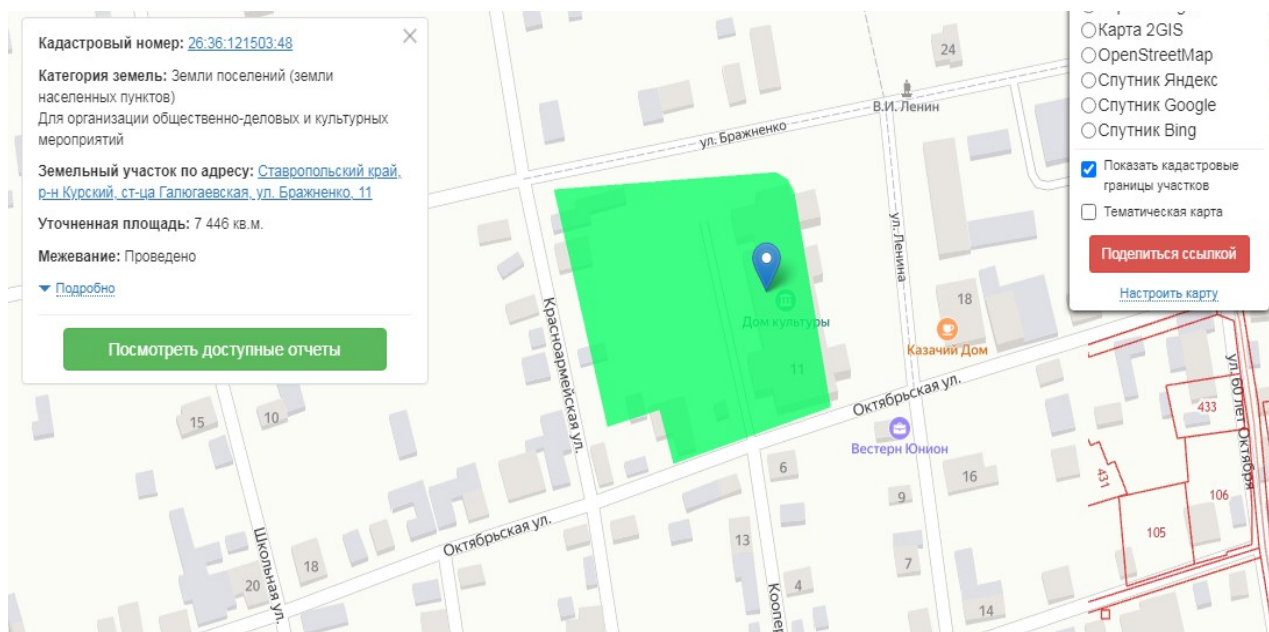 Кадастровый номер: 26:36:121503:48
Категория земель: Земли поселений (земли
населенных пунктов)
Для организации общественно-деловых и культурных
мероприятий
Земельный участок по адресу: Ставропольский край,
р-н Курский, ст-ца Галюгаевская, ул. Бражненко, 11
Уточненная площадь: 7 446 кв.м.
Межевание: Проведено
Подробно
Посмотреть доступные отчеты
Карта 2GIS
OpenStreetMap
Спутник Яндекс
Спутник Google
Спутник Bing
Показать кадастровые
границы участков
Тематическая карта
Поделиться ссылкой
Настроить карту
24
В.И. Ленин
ул. Бражненко
ул. Ленина
Красноармейская ул.
Дом культуры
11
18
Казачий Дом
Октябрьская ул.
Вестерн Юнион
15
10
6
16
9
Октябрьская ул.
13
7
Школьная ул.
18
20
4
14
Коопер
ул. 60 лет Октября
433
431
106
105